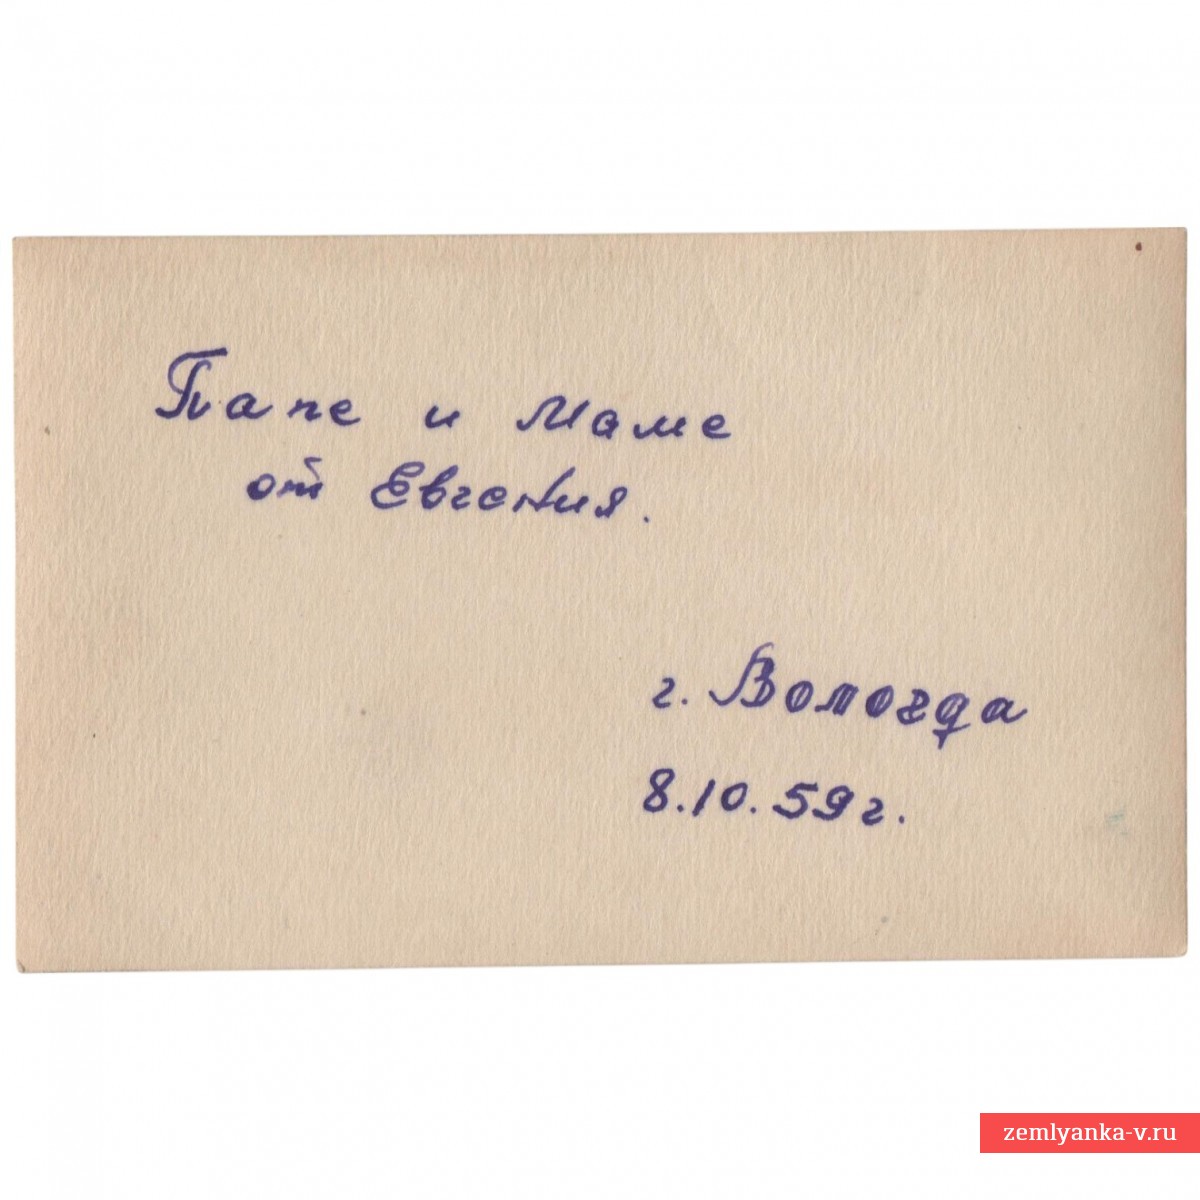 Папе и Маме
от Евгения.
г. Вологда
8.10.59г.
zemlyanka-v.ru